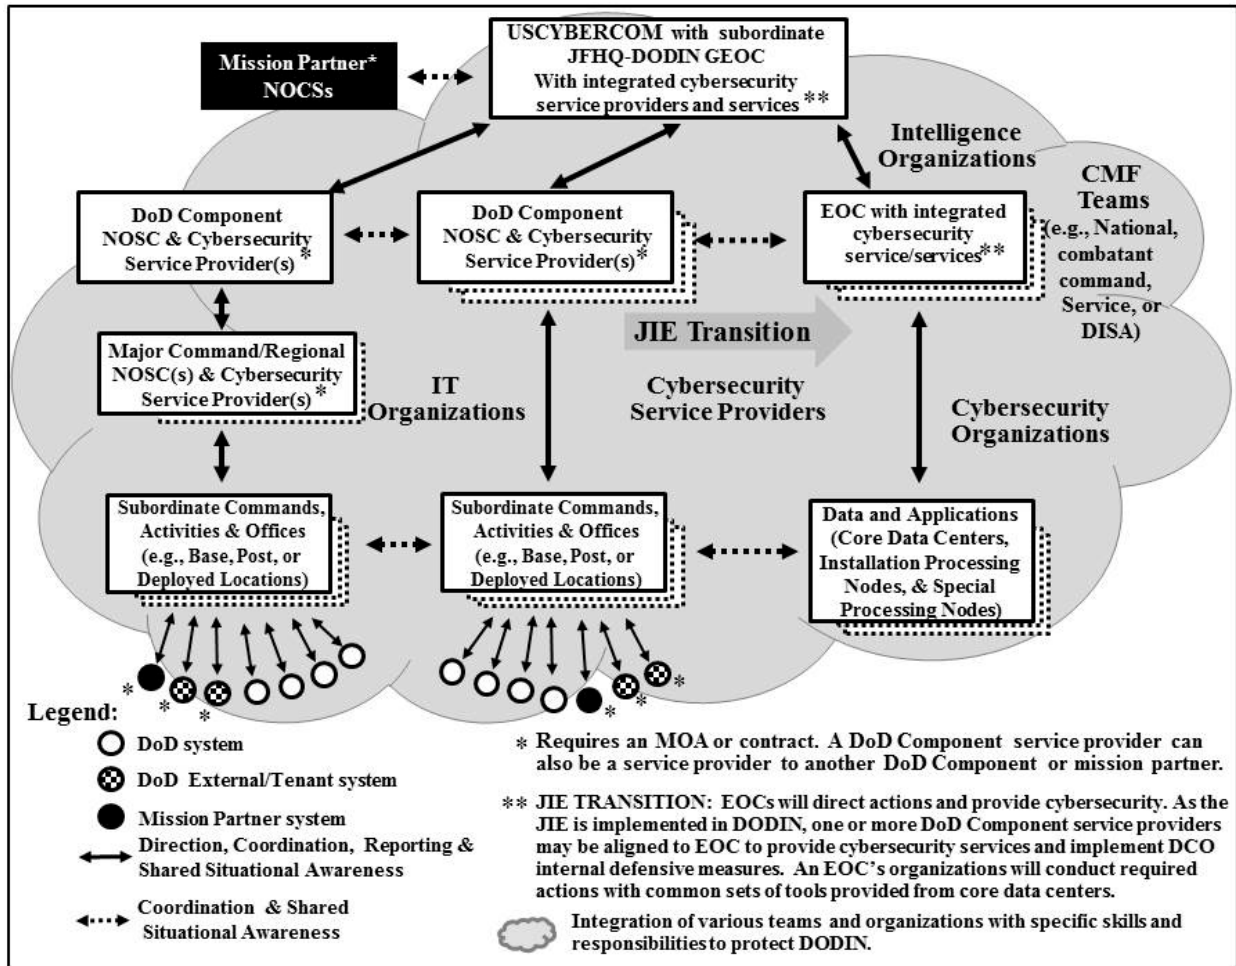 USCYBERCOM with subordinate
JFHQ-DODIN GEOC
With integrated cybersecurity
service providers and services **
Mission Partner*
NOCSs
Intelligence
Organizations
CMF
Teams
(e.g., National,
combatant
command,
Service, or
DISA)
DoD Component
NOSC & Cybersecurity
Service Provider(s) *
DoD Component
NOSC & Cybersecurity
Service Provider(s) *
EOC with integrated
cybersecurity
service/services **
JIE Transition
Major Command/Regional
NOSC(s) & Cybersecurity
Service Provider(s) *
IT
Organizations
Cybersecurity
Service Providers
Cybersecurity
Organizations
Subordinate Commands,
Activities & Offices
(e.g., Base, Post, or
Deployed Locations)
Subordinate Commands,
Activities & Offices
(e.g., Base, Post, or
Deployed Locations)
Data and Applications
(Core Data Centers,
Installation Processing
Nodes, & Special
Processing Nodes)
*
*
*
*
*
*
Legend:
DoD system
DoD External/Tenant system
Mission Partner system
Direction, Coordination, Reporting &
Shared Situational Awareness
Coordination & Shared
Situational Awareness
* Requires an MOA or contract. A DoD Component service provider can
also be a service provider to another DoD Component or mission partner.
** JIE TRANSITION: EOCs will direct actions and provide cybersecurity. As the
JIE is implemented in DODIN, one or more DoD Component service providers
may be aligned to EOC to provide cybersecurity services and implement DCO
internal defensive measures. An EOC's organizations will conduct required
actions with common sets of tools provided from core data centers.
Integration of various teams and organizations with specific skills and
responsibilities to protect DODIN.